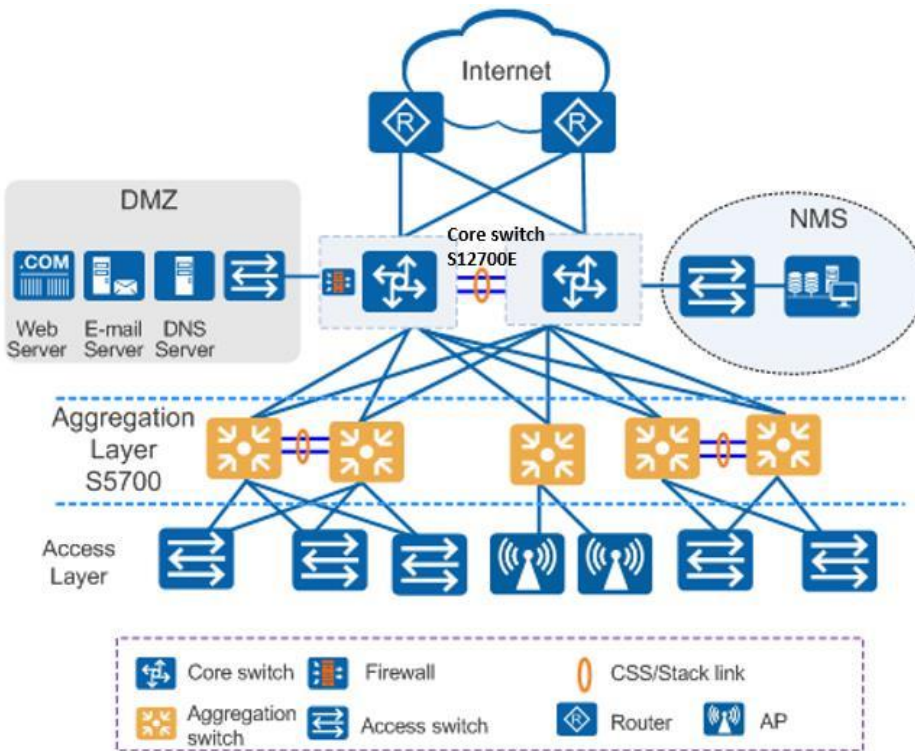 Internet
R
R
DMZ
.COM
Web
Server
E-mail
Server
DNS
Server
Core switch
S12700E
NMS
Aggregation
Layer
S5700
Access
Layer
Core switch
Firewall
CSS/Stack link
Aggregation
switch
Access switch
R
Router
AP